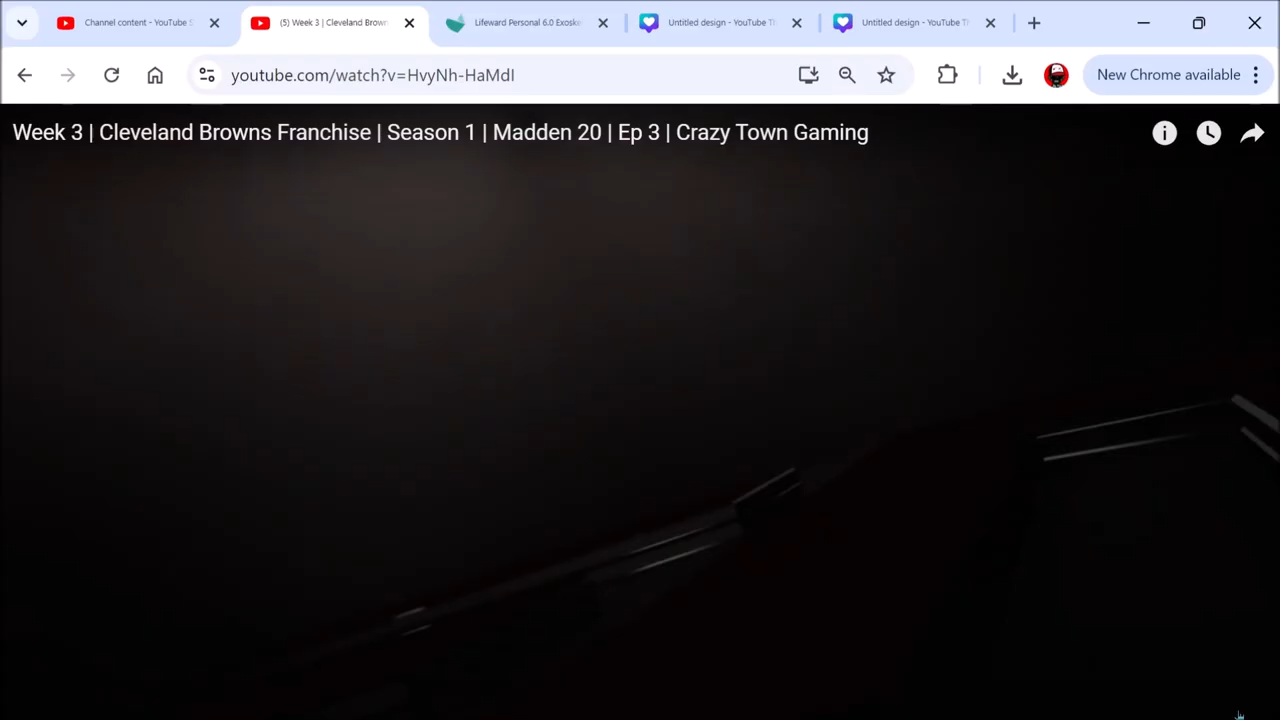 Channel content - YouTube S
(5) Week 3 | Cleveland Brown
Lifeward Personal 6.0 Exoske
Untitled design - YouTube Th
Untitled design - YouTube Th
youtube.com/watch?v=HvyNh-HaMdI
New Chrome available
Week 3 | Cleveland Browns Franchise | Season 1 | Madden 20 | Ep 3 | Crazy Town Gaming